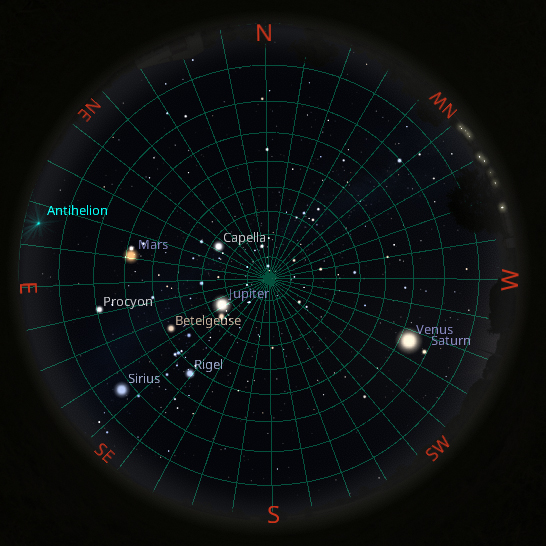 N
NE
NW
Antihelion
Capella
Mars
E
W
Jupiter
Procyon
Betelgeuse
Venus
Saturn
Rigel
Sirius
SE
SW
S